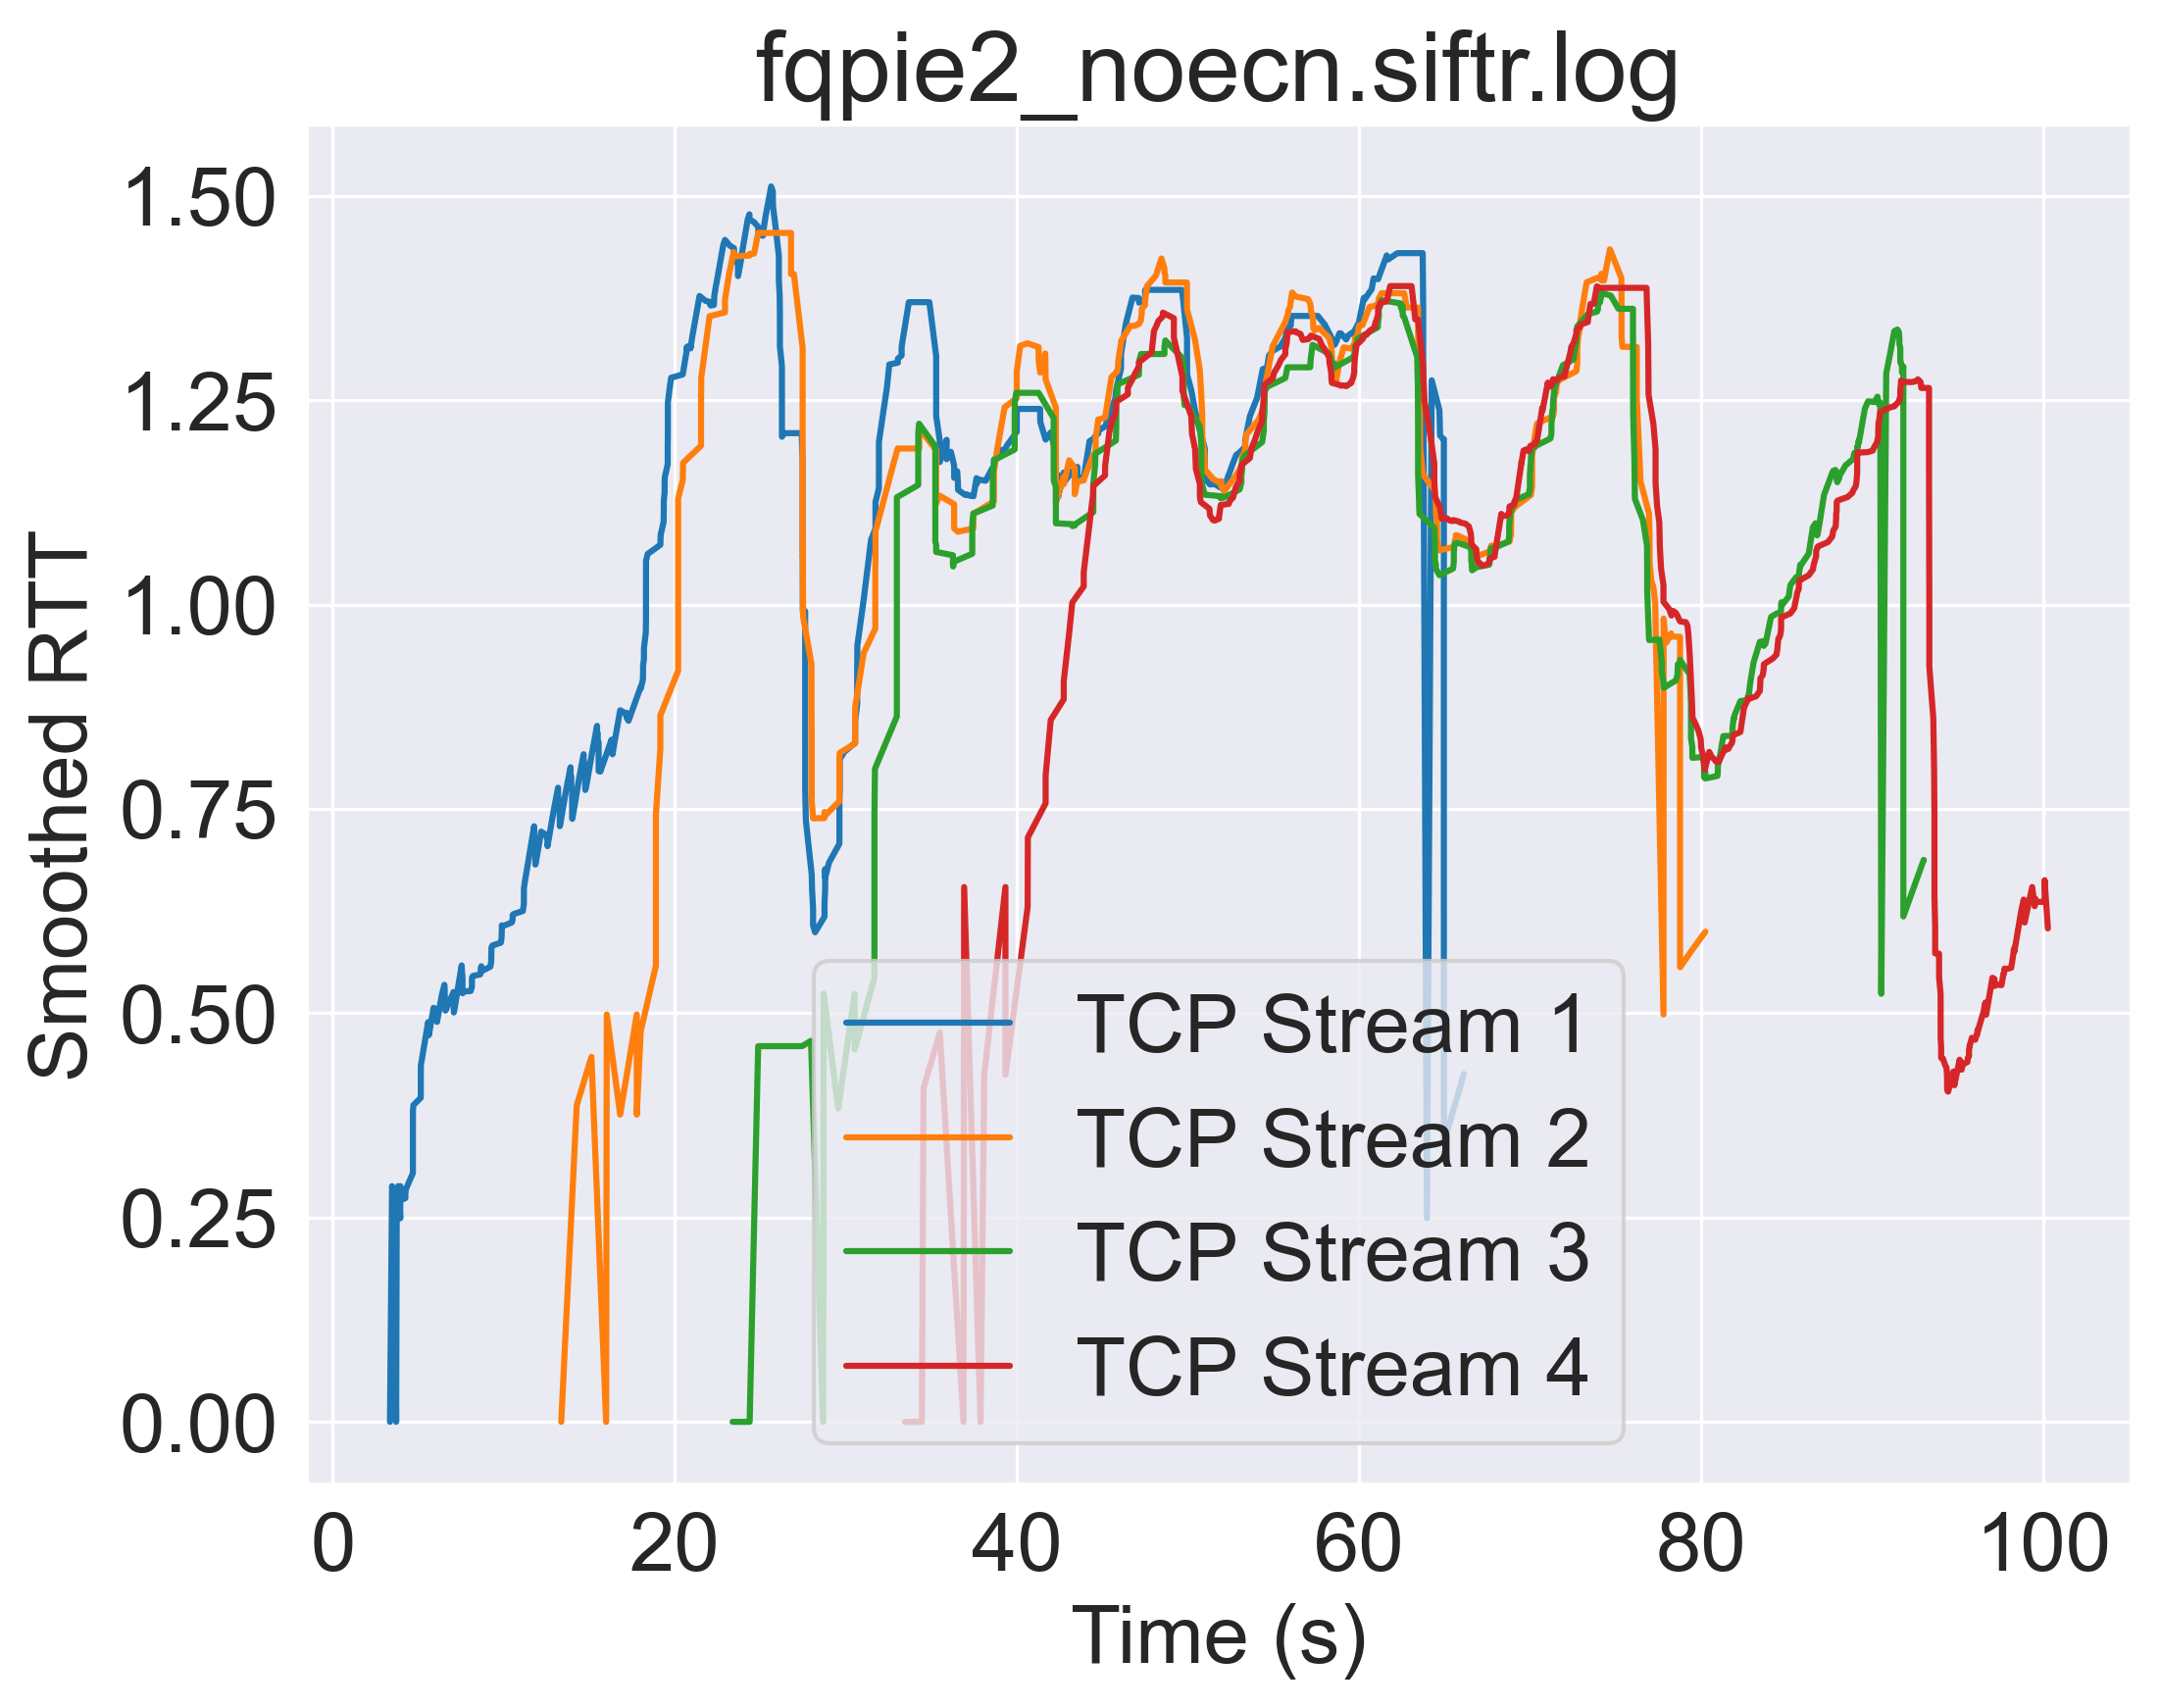 fqpie2_noecn.siftr.log
Smoothed RTT
1.50
1.25
1.00
0.75
0.50
0.25
0.00
TCP Stream 1
TCP Stream 2
TCP Stream 3
TCP Stream 4
0 20 40 60 80 100
Time (s)